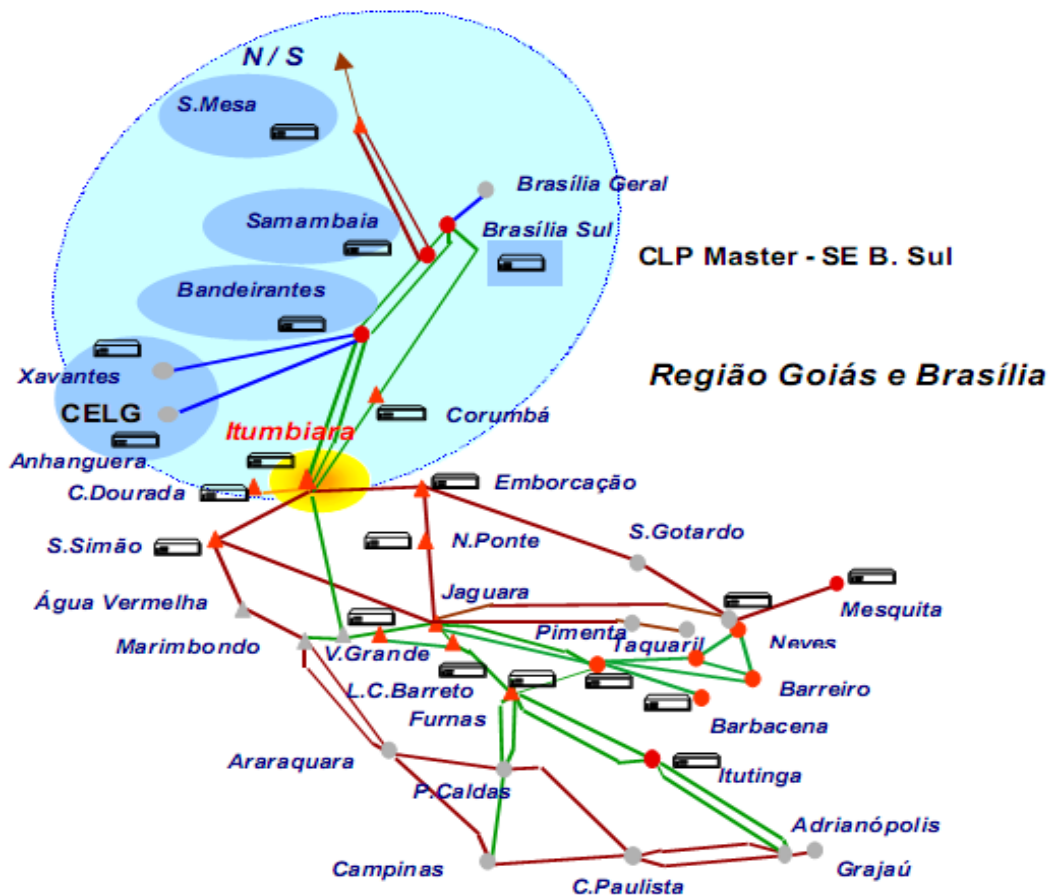 N / S
S.Mesa
Brasília Geral
Samambaia
Brasília Sul
CLP Master - SE B. Sul
Bandeirantes
Xavantes
Região Goiás e Brasília
CELG
Corumbá
Itumbiara
Anhanguera
C.Dourada
Emborcação
S.Gotardo
S.Simão
N.Ponte
Jaguara
Água Vermelha
Mesquita
Marimbondo
Pimenta
Taquaril
Neves
V.Grande
L.C.Barreto
Barreiro
Furnas
Barbacena
Araraquara
Itutinga
P.Caldas
Adrianópolis
Campinas
Grajaú
C.Paulista